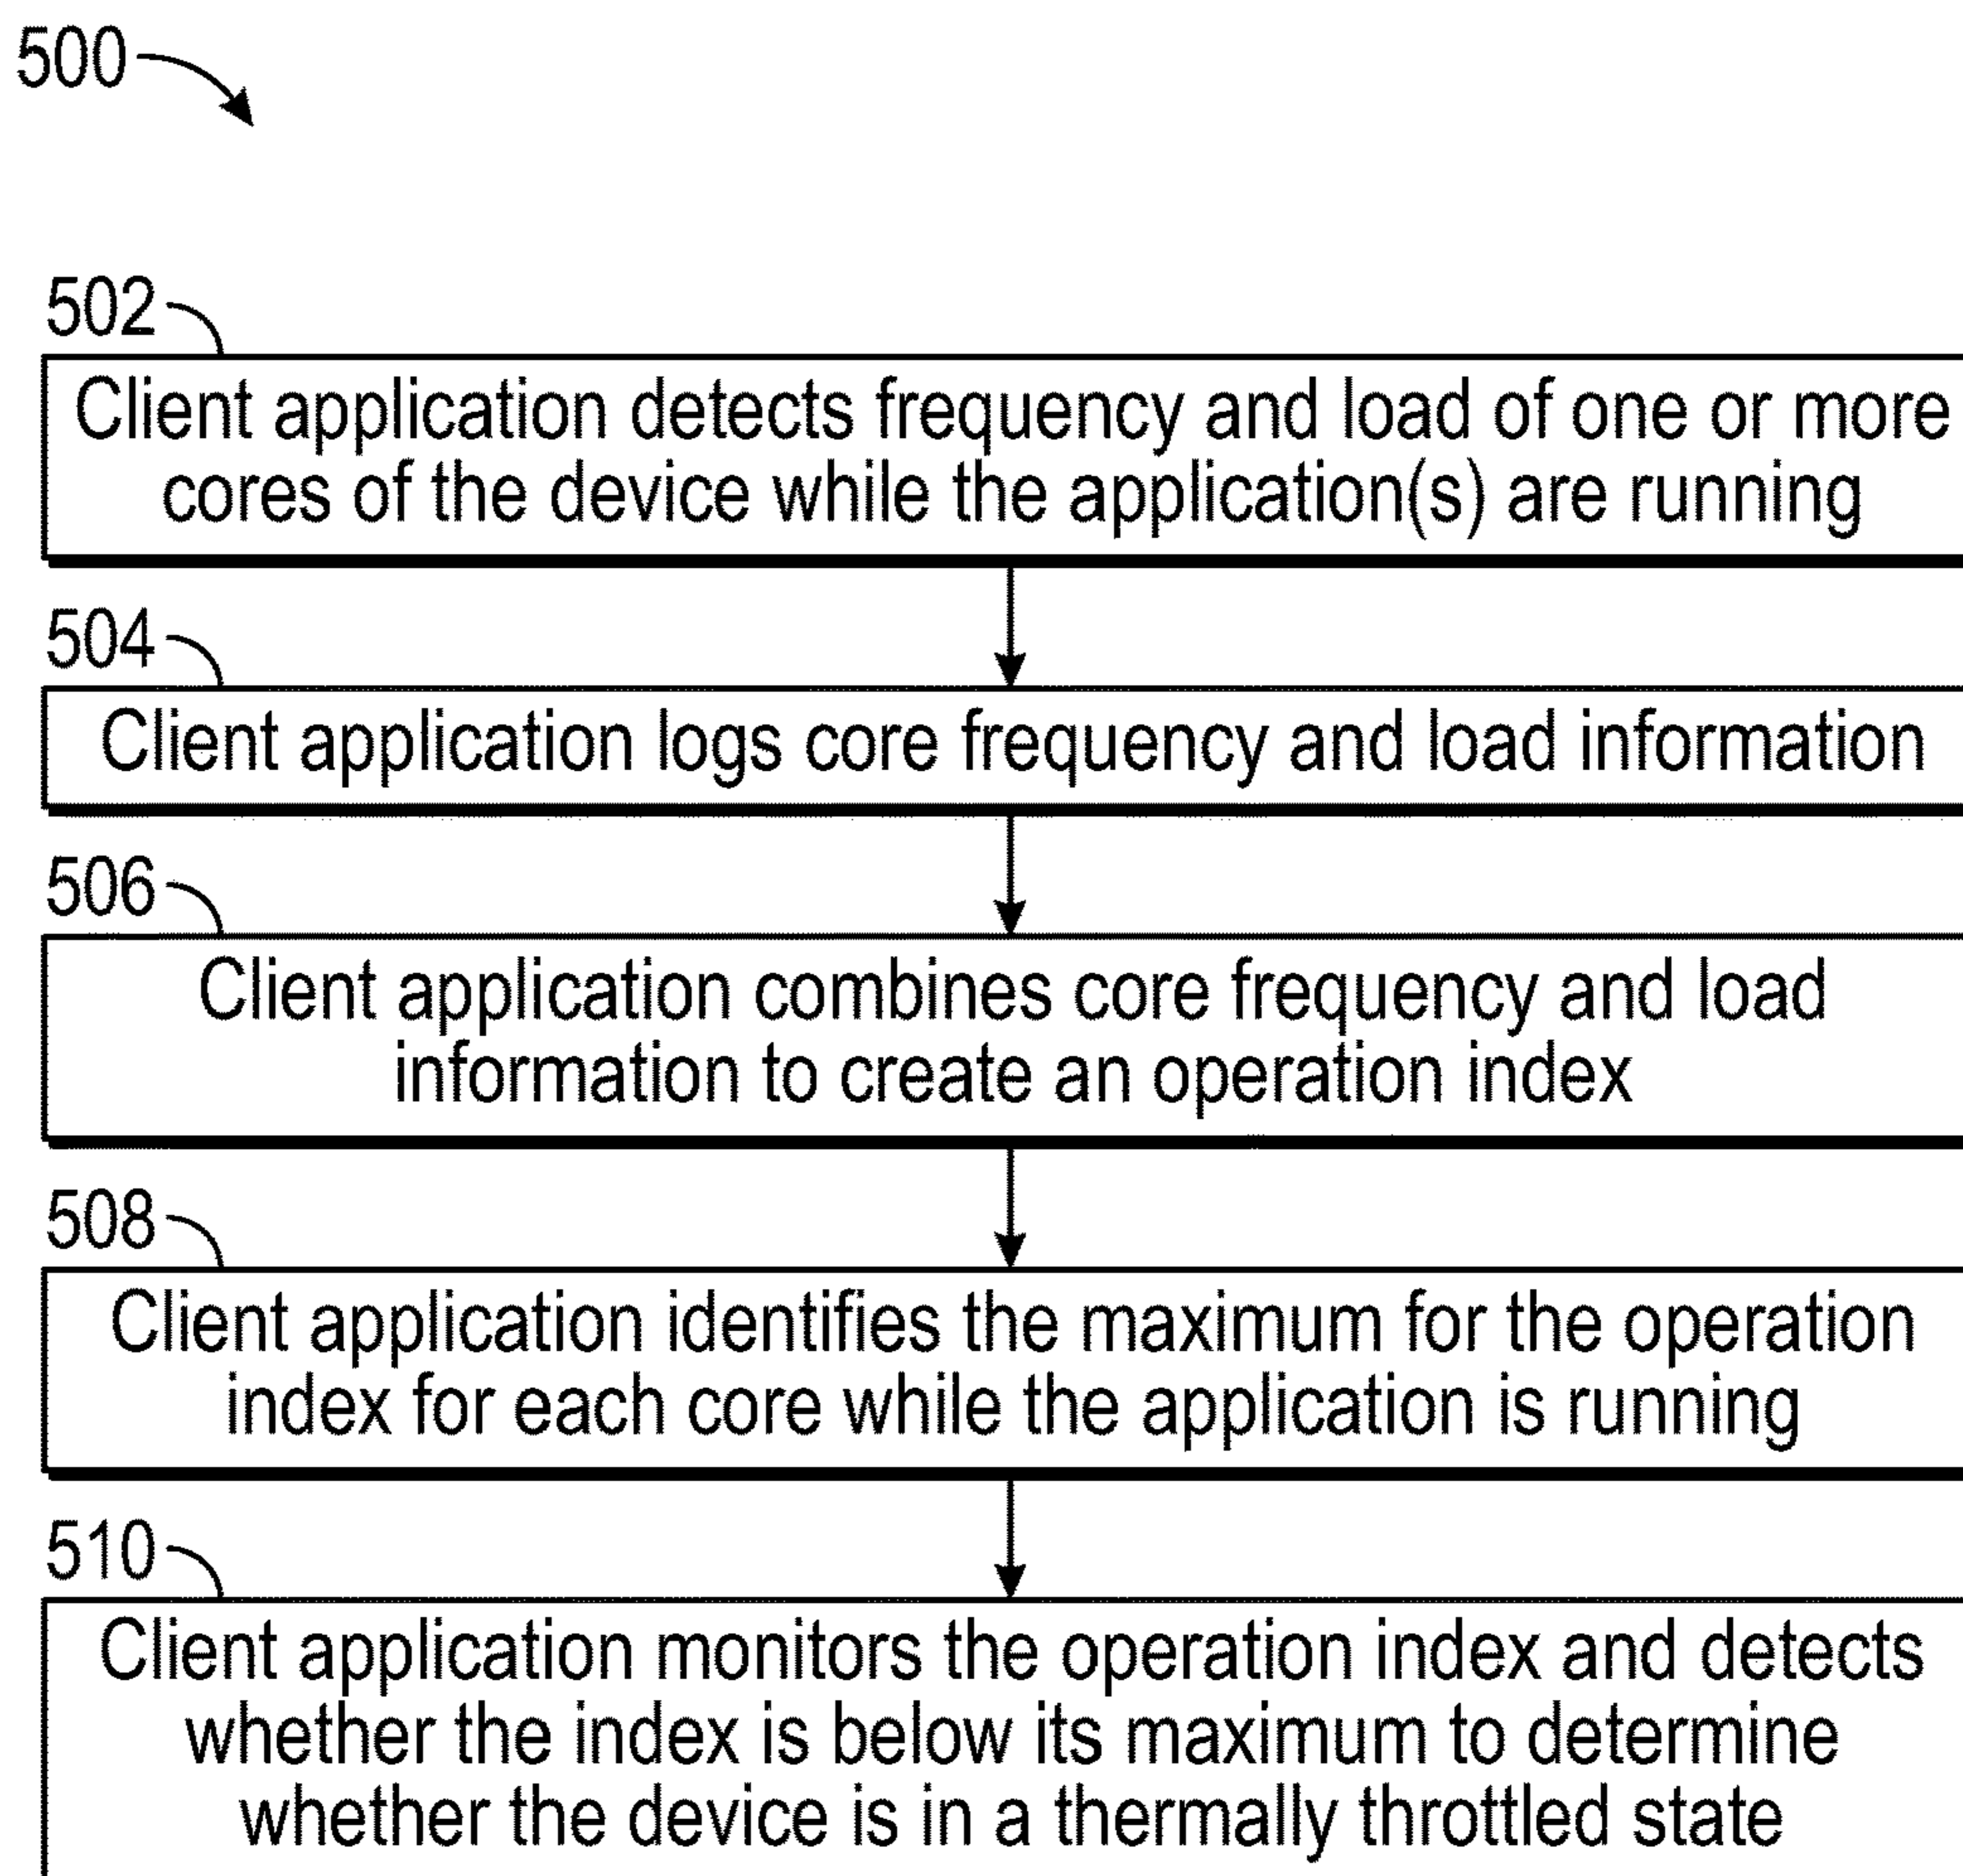 500
502
Client application detects frequency and load of one or more
cores of the device while the application(s) are running
504
Client application logs core frequency and load information
506
Client application combines core frequency and load
information to create an operation index
508
Client application identifies the maximum for the operation
index for each core while the application is running
510
Client application monitors the operation index and detects
whether the index is below its maximum to determine
whether the device is in a thermally throttled state